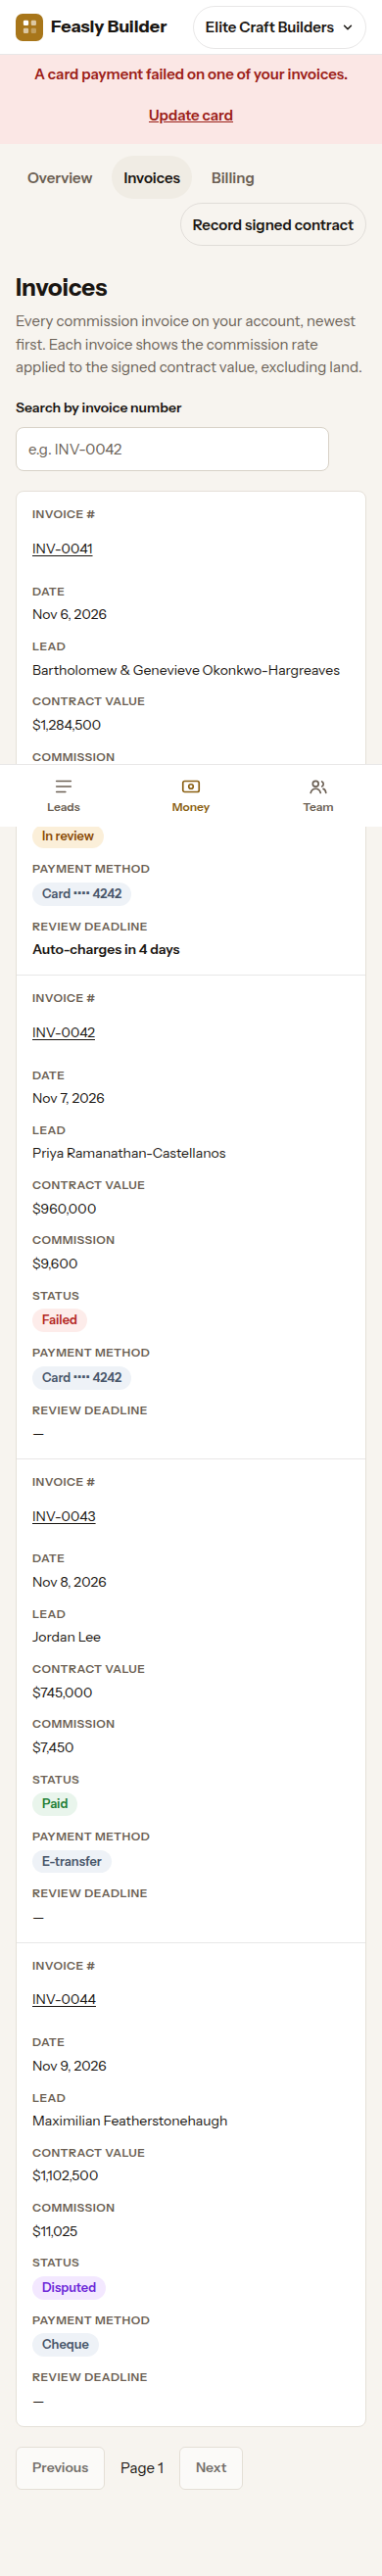 Feasly Builder
Elite Craft Builders
A card payment failed on one of your invoices.
Update card
Overview
Invoices
Billing
Record signed contract
Invoices
Every commission invoice on your account, newest
first. Each invoice shows the commission rate
applied to the signed contract value, excluding land.
Search by invoice number
e.g. INV-0042
INVOICE #
INV-0041
DATE
Nov 6, 2026
LEAD
Bartholomew & Genevieve Okonkwo-Hargreaves
CONTRACT VALUE
$1,284,500
COMMISSION
Leads
Money
Team
In review
PAYMENT METHOD
Card •••• 4242
REVIEW DEADLINE
Auto-charges in 4 days
INVOICE #
INV-0042
DATE
Nov 7, 2026
LEAD
Priya Ramanathan-Castellanos
CONTRACT VALUE
$960,000
COMMISSION
$9,600
STATUS
Failed
PAYMENT METHOD
Card •••• 4242
REVIEW DEADLINE
—
INVOICE #
INV-0043
DATE
Nov 8, 2026
LEAD
Jordan Lee
CONTRACT VALUE
$745,000
COMMISSION
$7,450
STATUS
Paid
PAYMENT METHOD
E-transfer
REVIEW DEADLINE
—
INVOICE #
INV-0044
DATE
Nov 9, 2026
LEAD
Maximilian Featherstonehaugh
CONTRACT VALUE
$1,102,500
COMMISSION
$11,025
STATUS
Disputed
PAYMENT METHOD
Cheque
REVIEW DEADLINE
—
Previous
Page 1
Next